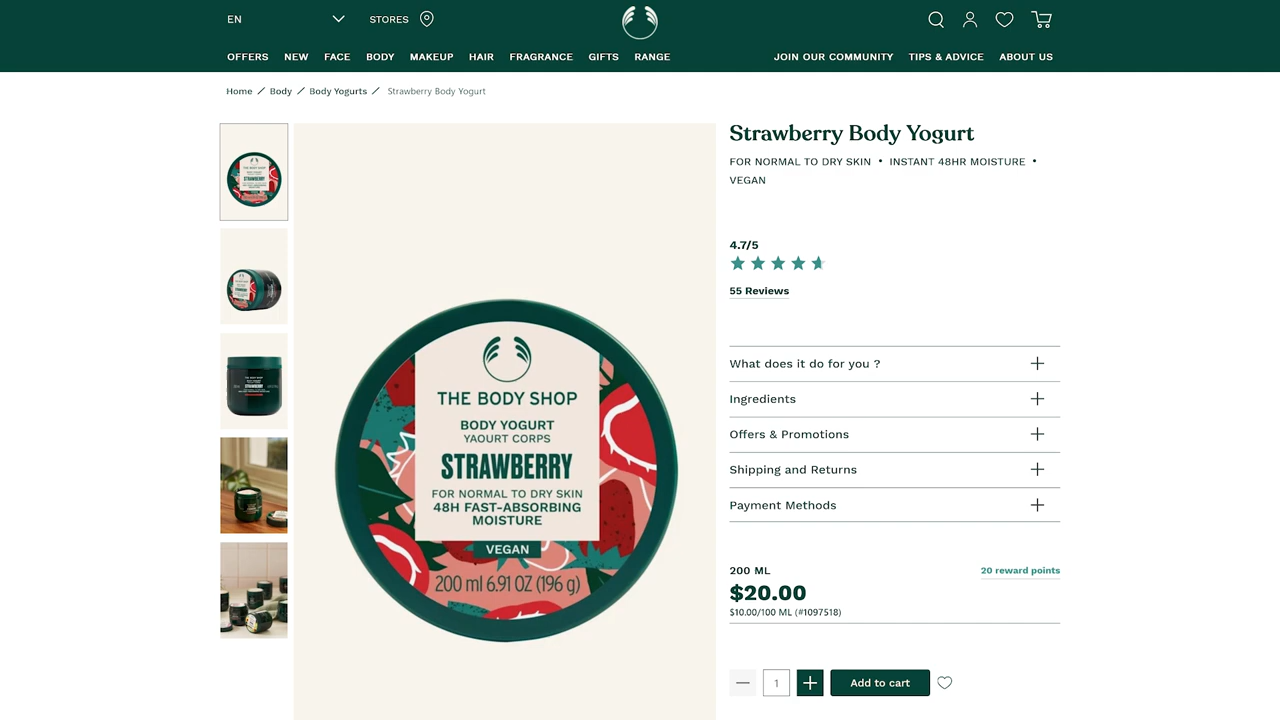 EN
STORES
OFFERS NEW FACE BODY MAKEUP HAIR FRAGRANCE GIFTS RANGE
JOIN OUR COMMUNITY TIPS & ADVICE ABOUT US
Home / Body / Body Yogurts / Strawberry Body Yogurt
THE BODY SHOP
BODY YOGURT
YAOURT CORPS
STRAWBERRY
FOR NORMAL TO DRY SKIN
48H FAST-ABSORBING
MOISTURE
VEGAN
200 ml 6.91 OZ (196 g)
Strawberry Body Yogurt
FOR NORMAL TO DRY SKIN • INSTANT 48HR MOISTURE •
VEGAN
4.7/5
55 Reviews
What does it do for you ?
Ingredients
Offers & Promotions
Shipping and Returns
Payment Methods
200 ML
20 reward points
$20.00
$10.00/100 ML (#1097518)
1
Add to cart